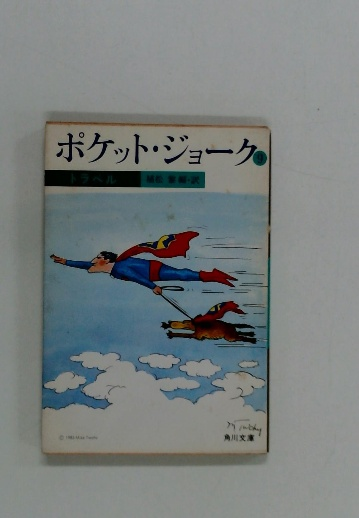 ポケット・ジョーク 9
トラベル
植松 黎 編・訳
角川文庫